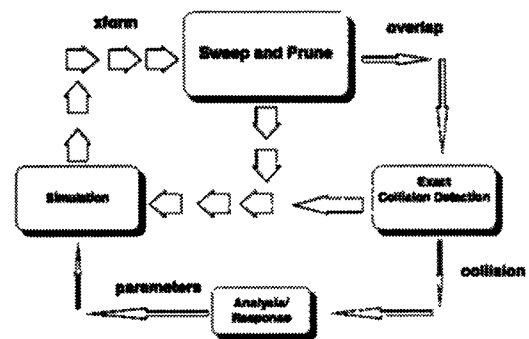 xform
overlap
Sweep and Prune
Simulation
Exact
Collision Detection
collision
parameters
Analysis/
Response